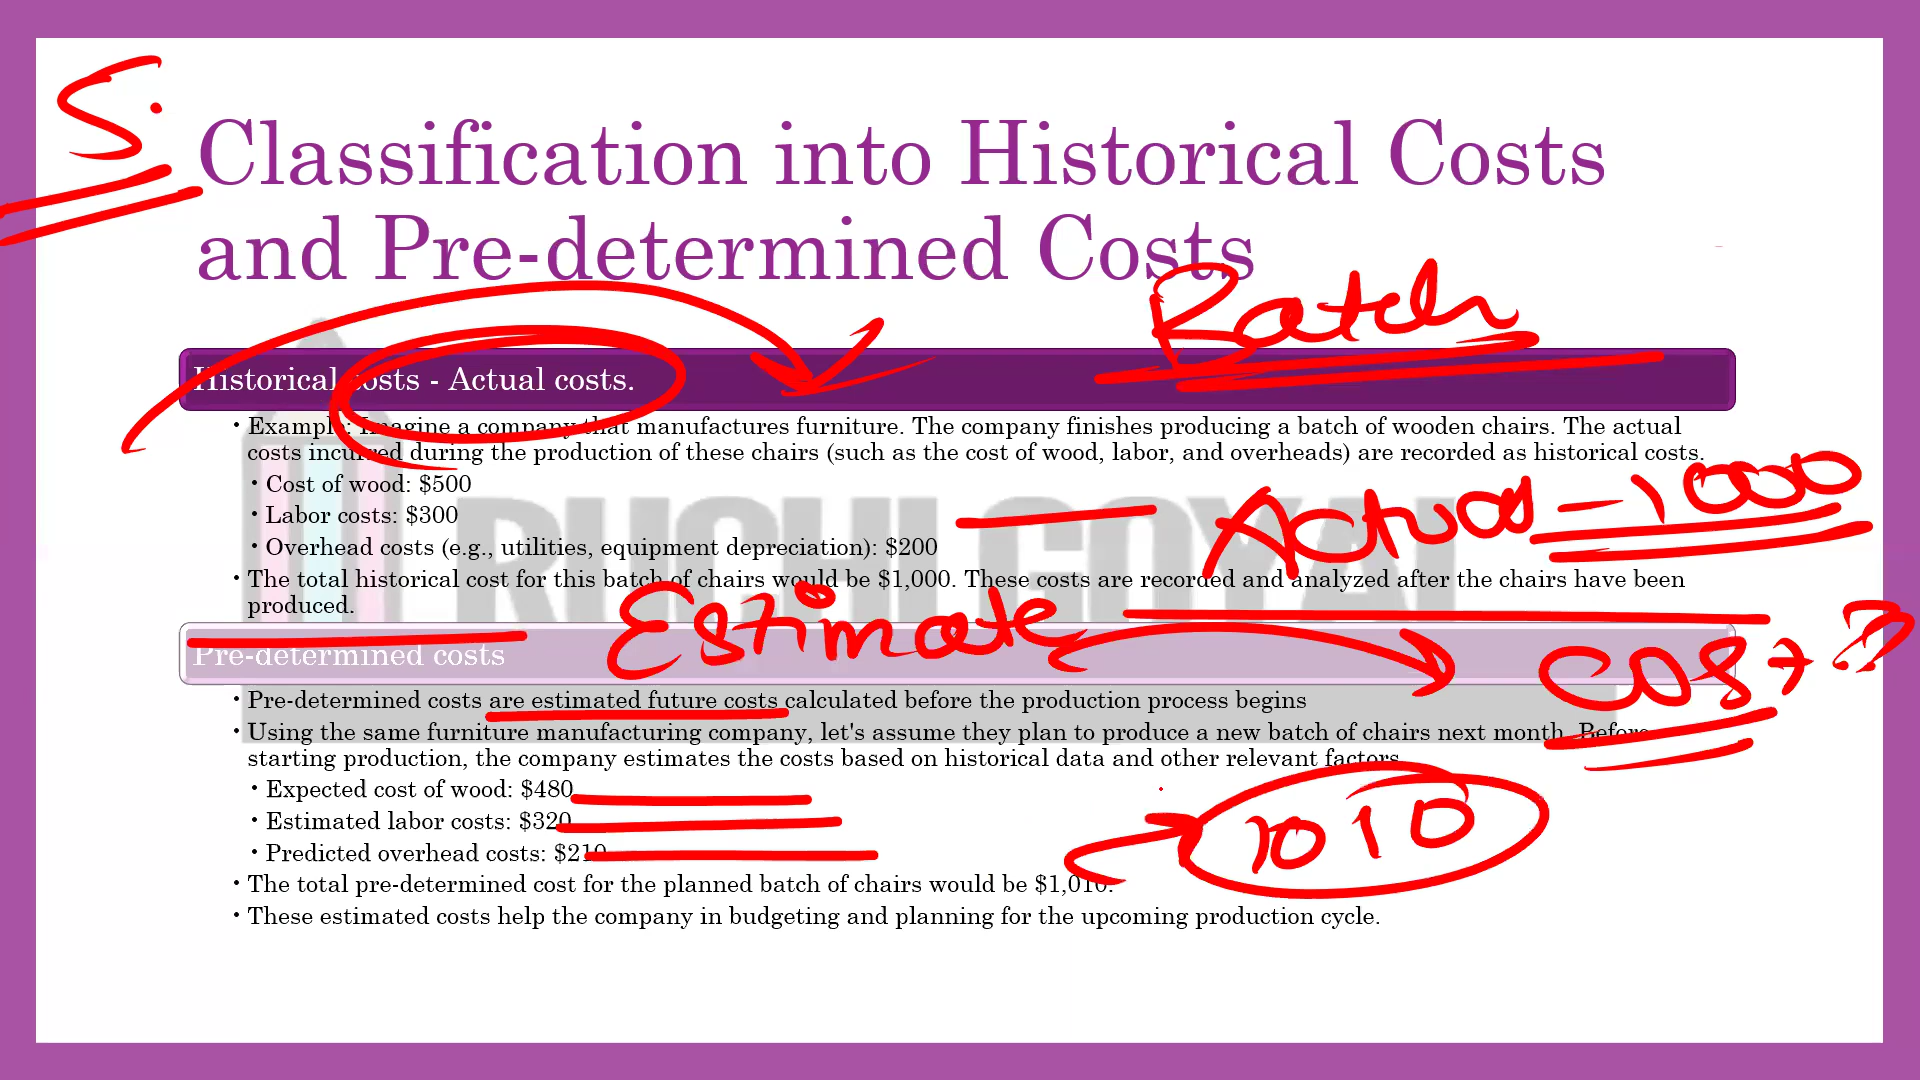 5.
Classification into Historical Costs
and Pre-determined Costs
Batch
Historical costs - Actual costs.
• Example: Imagine a company that manufactures furniture. The company finishes producing a batch of wooden chairs. The actual
costs incurred during the production of these chairs (such as the cost of wood, labor, and overheads) are recorded as historical costs.
• Cost of wood: $500
• Labor costs: $300
Actual - 1000
• Overhead costs (e.g., utilities, equipment depreciation): $200
• The total historical cost for this batch of chairs would be $1,000. These costs are recorded and analyzed after the chairs have been
produced.
RUCHI GOYAL
Estimate
Cost ?
Pre-determined costs
• Pre-determined costs are estimated future costs calculated before the production process begins
• Using the same furniture manufacturing company, let's assume they plan to produce a new batch of chairs next month. Before
starting production, the company estimates the costs based on historical data and other relevant factors
• Expected cost of wood: $480
• Estimated labor costs: $320
1010
• Predicted overhead costs: $210
• The total pre-determined cost for the planned batch of chairs would be $1,010.
• These estimated costs help the company in budgeting and planning for the upcoming production cycle.